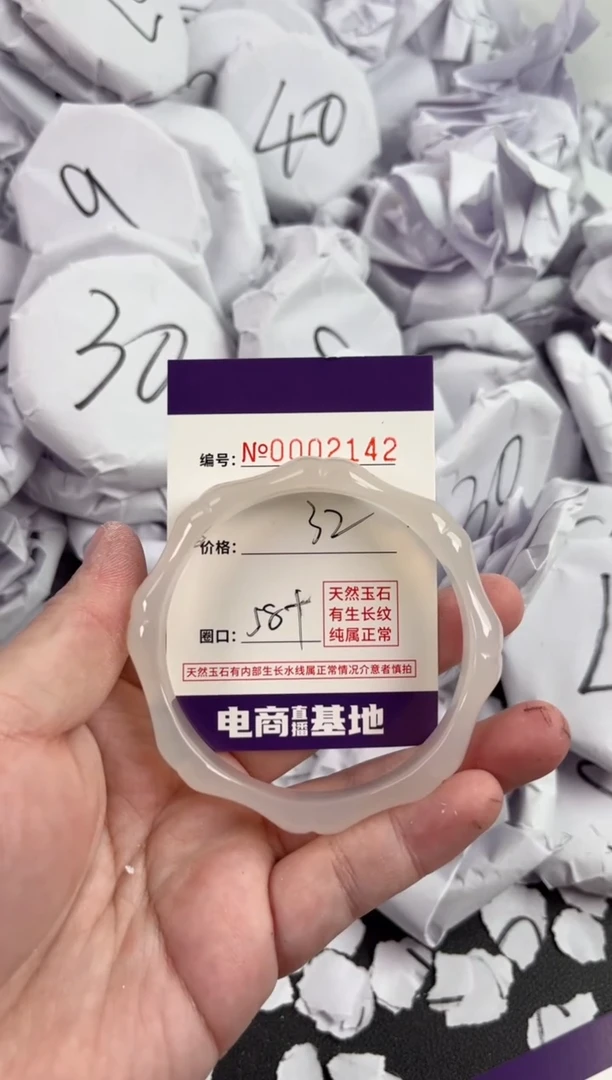 40
9
30
编号: №0002142
价格: 32
圈口: 58+
天然玉石
有生长纹
纯属正常
天然玉石有内部生长水线属正常情况介意者慎拍
电商直播基地